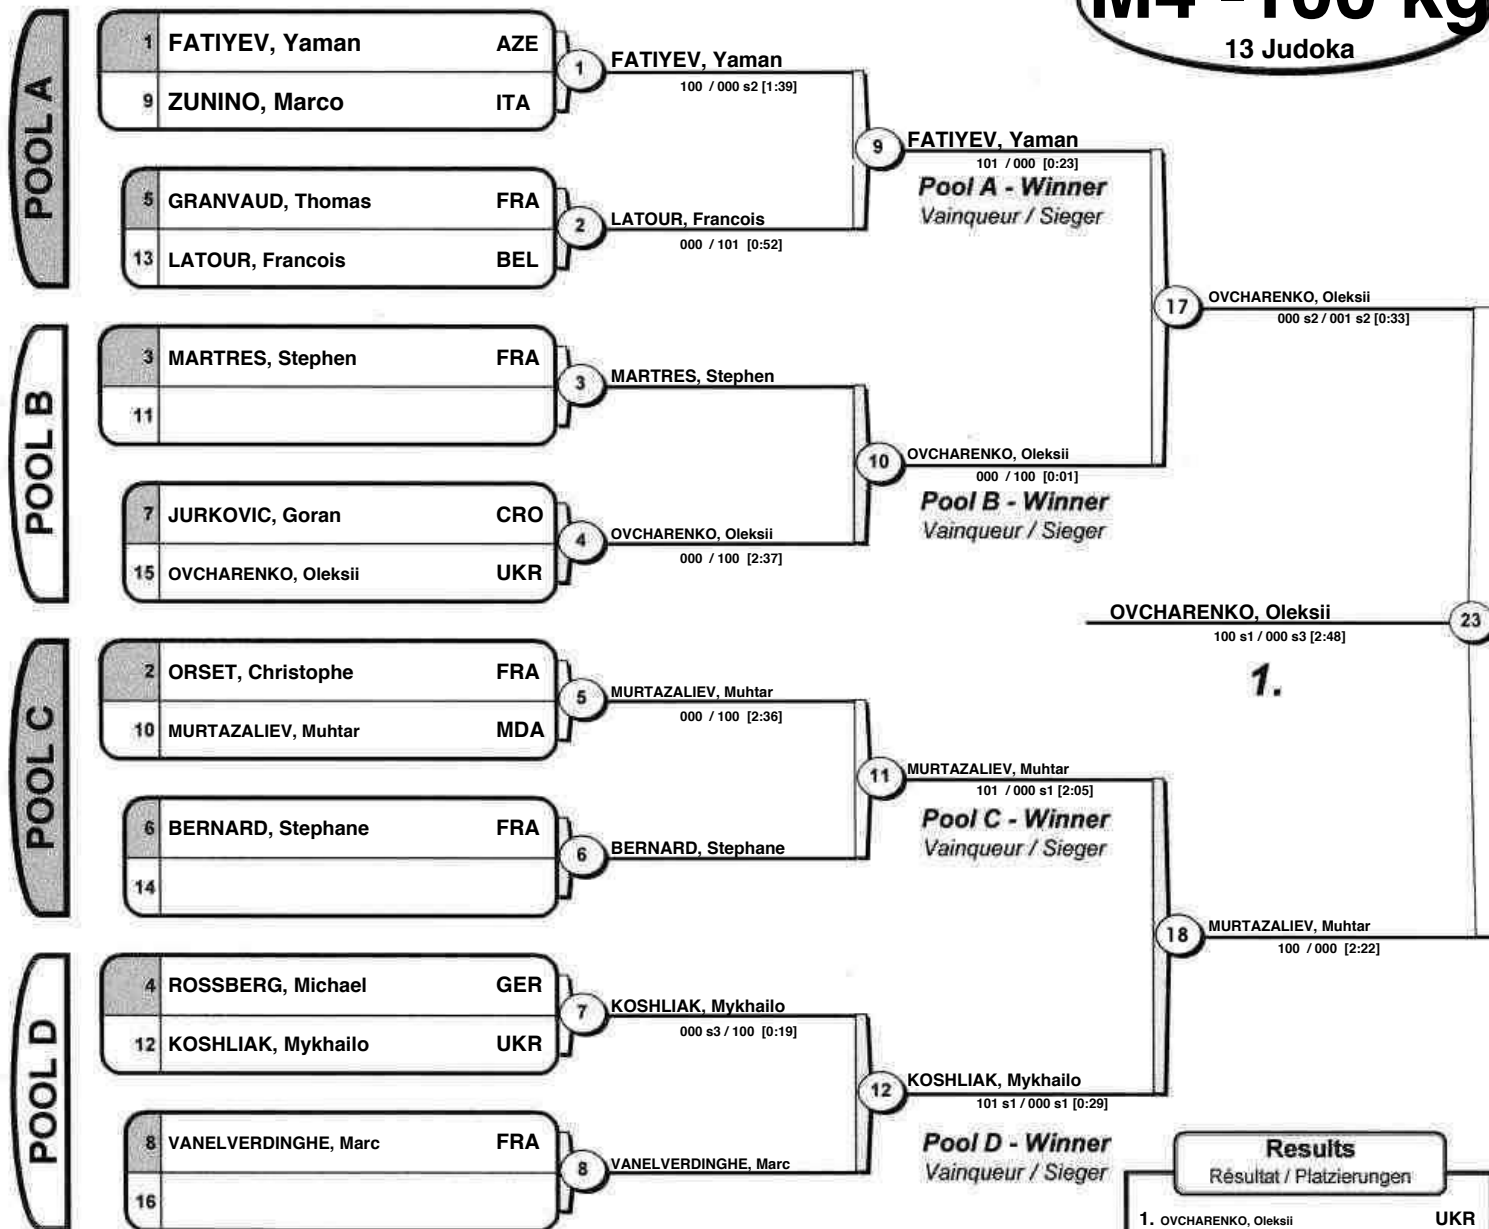 M4 -100 kg
13 Judoka
POOL A
1 FATIYEV, Yaman AZE
9 ZUNINO, Marco ITA
1 FATIYEV, Yaman
100 / 000 s2 [1:39]
5 GRANVAUD, Thomas FRA
13 LATOUR, Francois BEL
2 LATOUR, Francois
000 / 101 [0:52]
9 FATIYEV, Yaman
101 / 000 [0:23]
Pool A - Winner
Vainqueur / Sieger
POOL B
3 MARTRES, Stephen FRA
11
3 MARTRES, Stephen
7 JURKOVIC, Goran CRO
15 OVCHARENKO, Oleksii UKR
4 OVCHARENKO, Oleksii
000 / 100 [2:37]
10 OVCHARENKO, Oleksii
000 / 100 [0:01]
Pool B - Winner
Vainqueur / Sieger
17 OVCHARENKO, Oleksii
000 s2 / 001 s2 [0:33]
OVCHARENKO, Oleksii 23
100 s1 / 000 s3 [2:48]
1.
POOL C
2 ORSET, Christophe FRA
10 MURTAZALIEV, Muhtar MDA
5 MURTAZALIEV, Muhtar
000 / 100 [2:36]
6 BERNARD, Stephane FRA
14
6 BERNARD, Stephane
11 MURTAZALIEV, Muhtar
101 / 000 s1 [2:05]
Pool C - Winner
Vainqueur / Sieger
18 MURTAZALIEV, Muhtar
100 / 000 [2:22]
POOL D
4 ROSSBERG, Michael GER
12 KOSHLIAK, Mykhailo UKR
7 KOSHLIAK, Mykhailo
000 s3 / 100 [0:19]
8 VANELVERDINGHE, Marc FRA
16
8 VANELVERDINGHE, Marc
12 KOSHLIAK, Mykhailo
101 s1 / 000 s1 [0:29]
Pool D - Winner
Vainqueur / Sieger
Results
Résultat / Platzierungen
1. OVCHARENKO, Oleksii UKR